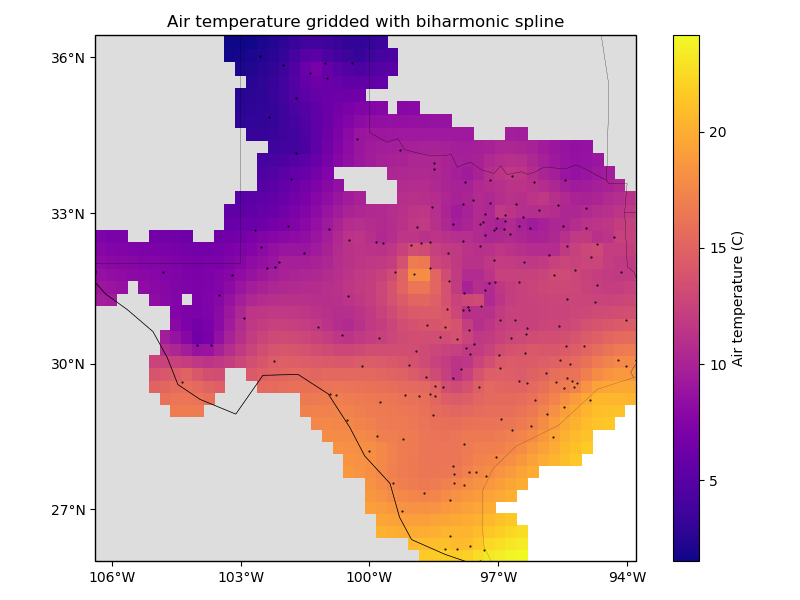 Air temperature gridded with biharmonic spline
36°N
33°N
30°N
27°N
106°W
103°W
100°W
97°W
94°W
20
15
10
5
Air temperature (C)